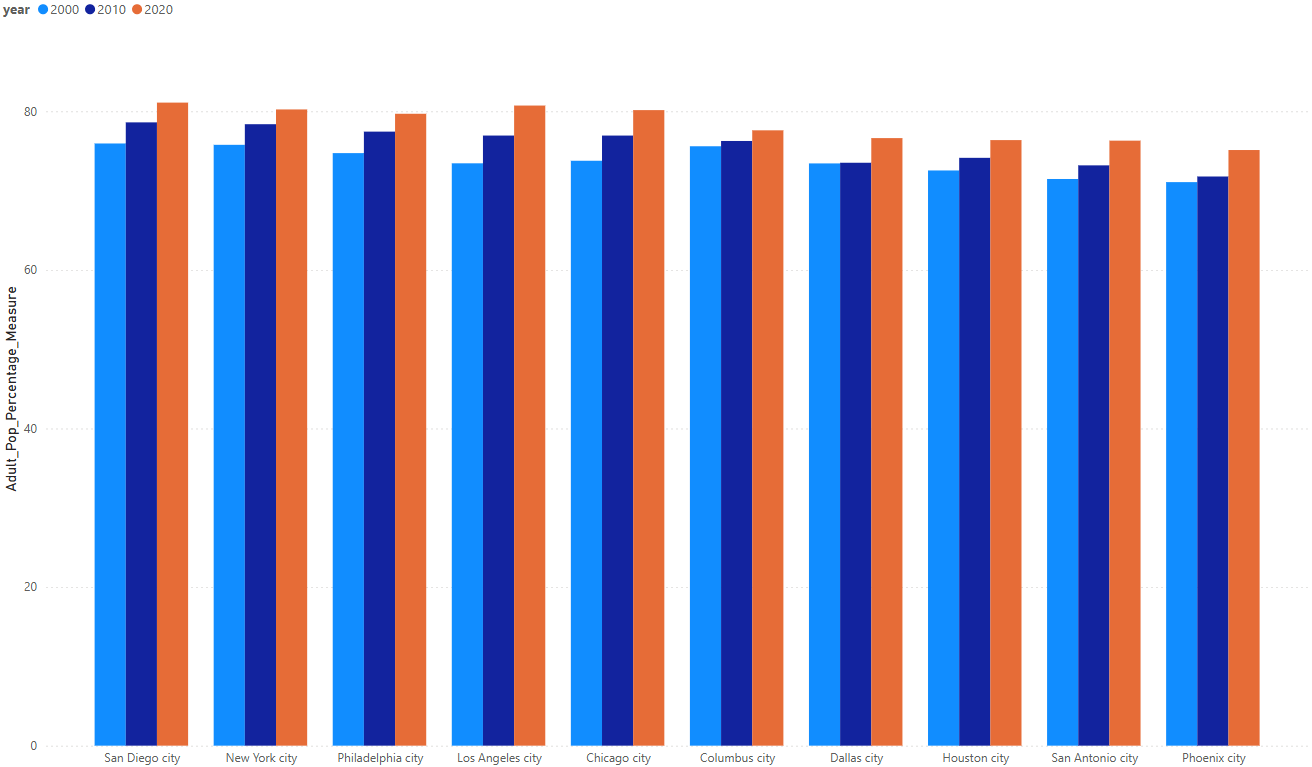 year 2000 2010 2020
Adult_Pop_Percentage_Measure
80
60
40
20
0
San Diego city New York city Philadelphia city Los Angeles city Chicago city Columbus city Dallas city Houston city San Antonio city Phoenix city